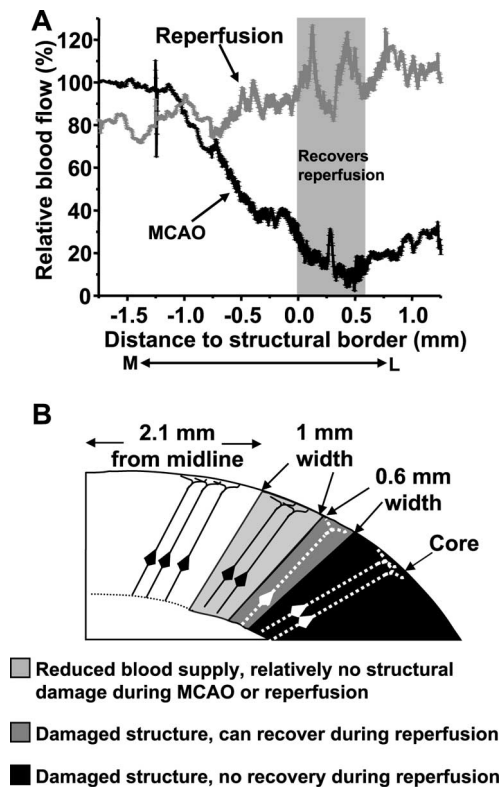 A
Relative blood flow (%)
120
100
80
60
40
20
0
Reperfusion
Recovers
reperfusion
MCAO
-1.5 -1.0 -0.5 0.0 0.5 1.0
Distance to structural border (mm)
M L
B
2.1 mm
from midline
1 mm
width
0.6 mm
width
Core
Reduced blood supply, relatively no structural
damage during MCAO or reperfusion
Damaged structure, can recover during reperfusion
Damaged structure, no recovery during reperfusion